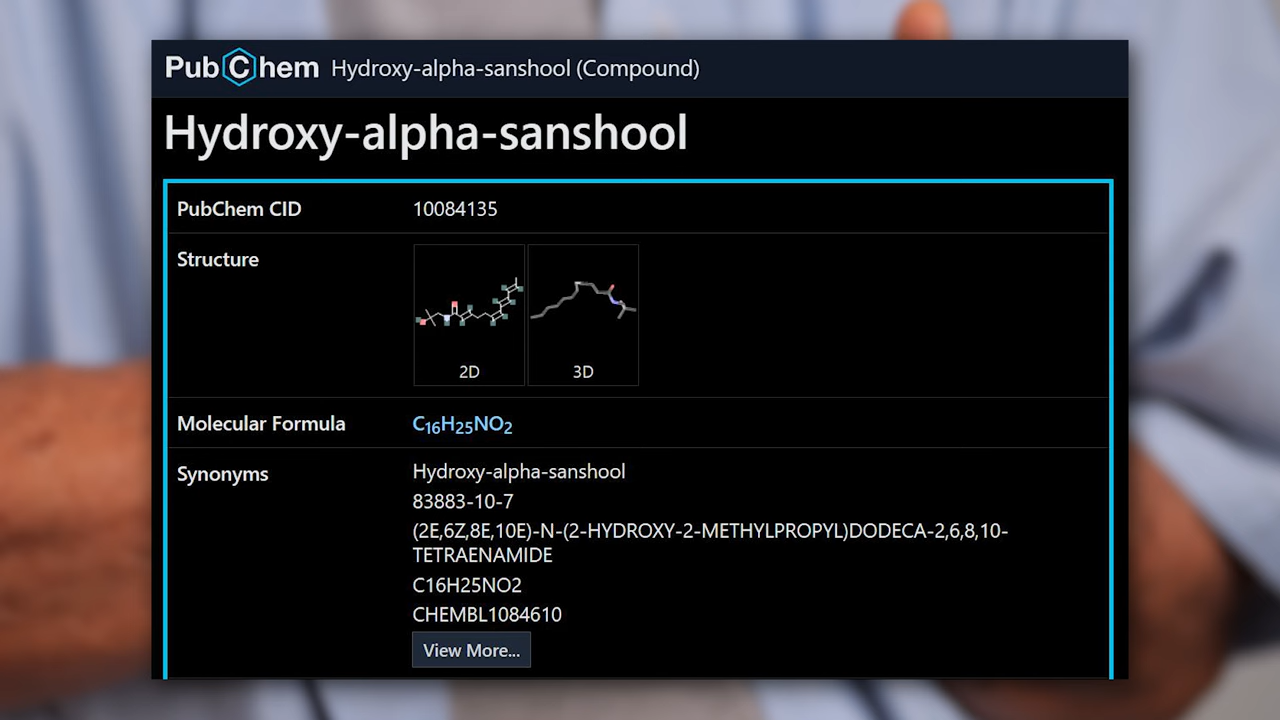 PubChem Hydroxy-alpha-sanshool (Compound)
Hydroxy-alpha-sanshool
PubChem CID 10084135
Structure
2D 3D
Molecular Formula C₁₆H₂₅NO₂
Synonyms Hydroxy-alpha-sanshool
83883-10-7
(2E,6Z,8E,10E)-N-(2-HYDROXY-2-METHYLPROPYL)DODECA-2,6,8,10-
TETRAENAMIDE
C16H25NO2
CHEMBL1084610
View More...